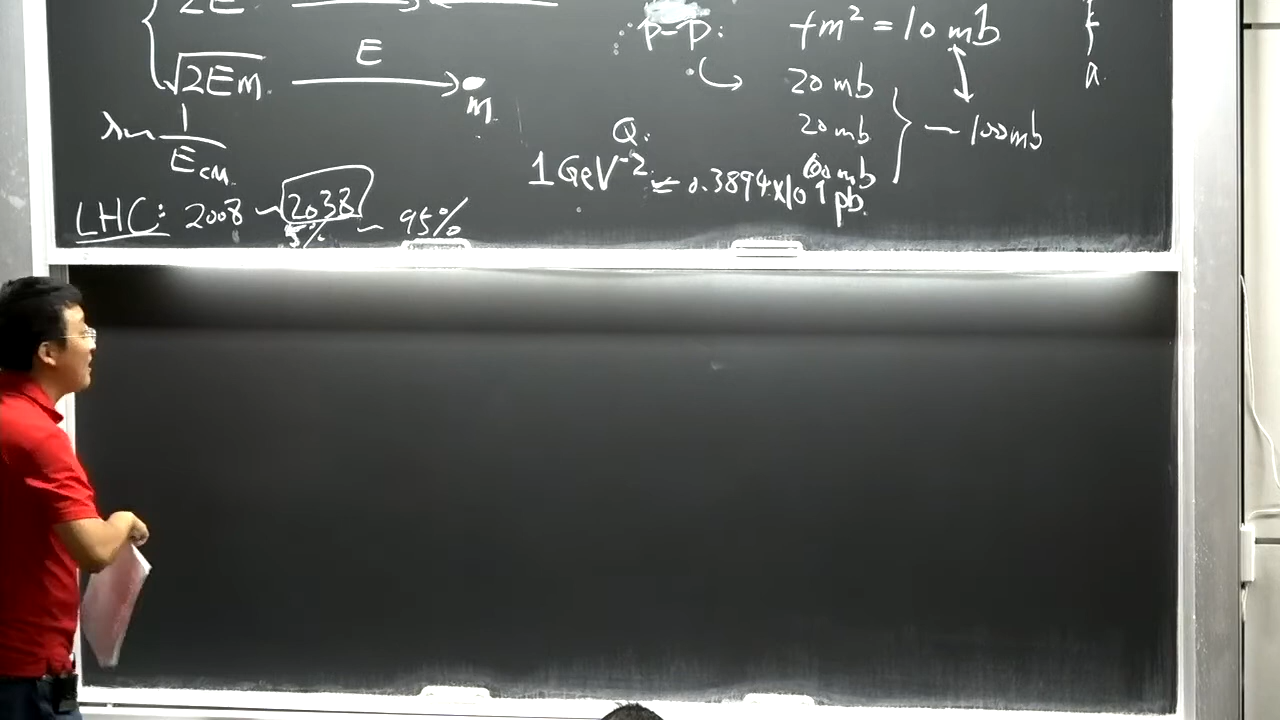 2E
√2Em E m
λ ~ 1/E_CM
LHC: 2008 ~ 2038
5% ~ 95%
p-p: fm² = 10 mb
20 mb
20 mb ~ 100 mb
60 mb
Q:
1 GeV⁻² = 0.3894×10⁹ pb.
f
a